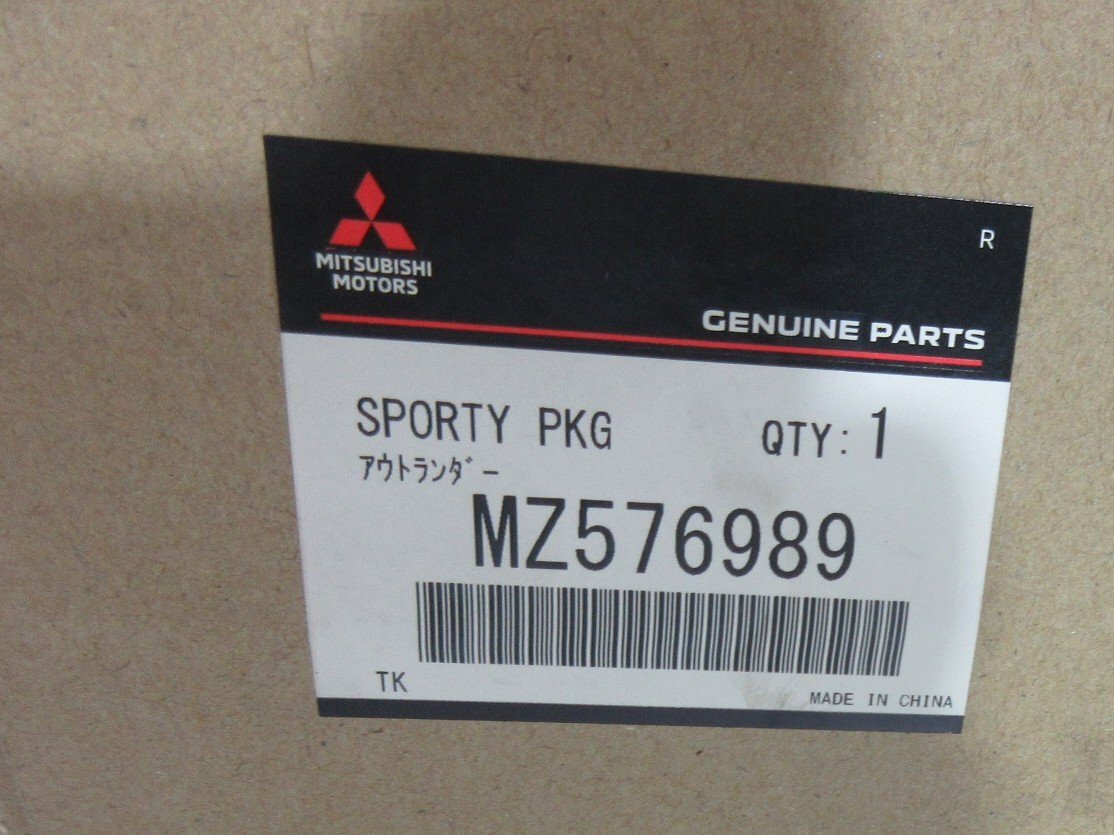 MITSUBISHI
MOTORS
R
GENUINE PARTS
SPORTY PKG
QTY: 1
ｱｳﾄﾗﾝﾀﾞｰ
MZ576989
TK
MADE IN CHINA